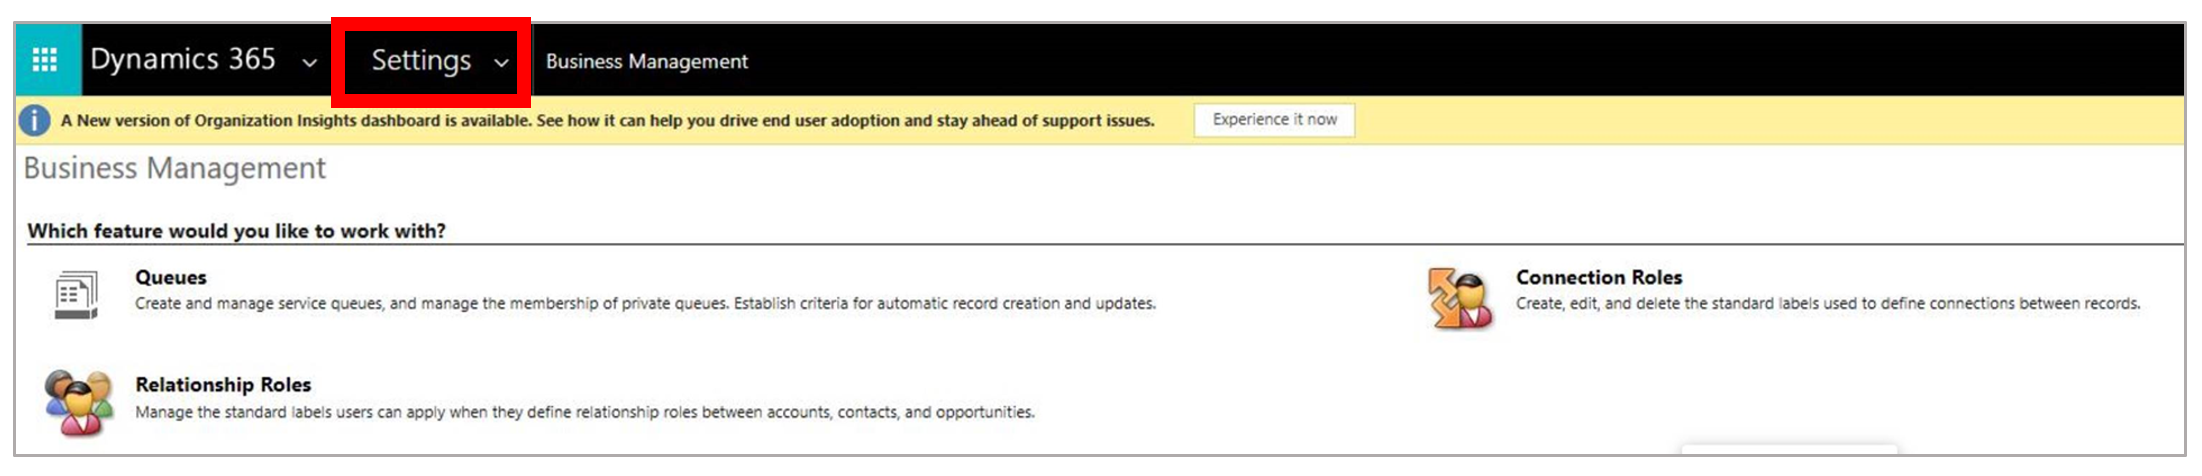 Dynamics 365 Settings Business Management
A New version of Organization Insights dashboard is available. See how it can help you drive end user adoption and stay ahead of support issues. Experience it now
Business Management
Which feature would you like to work with?
Queues
Create and manage service queues, and manage the membership of private queues. Establish criteria for automatic record creation and updates.
Connection Roles
Create, edit, and delete the standard labels used to define connections between records.
Relationship Roles
Manage the standard labels users can apply when they define relationship roles between accounts, contacts, and opportunities.